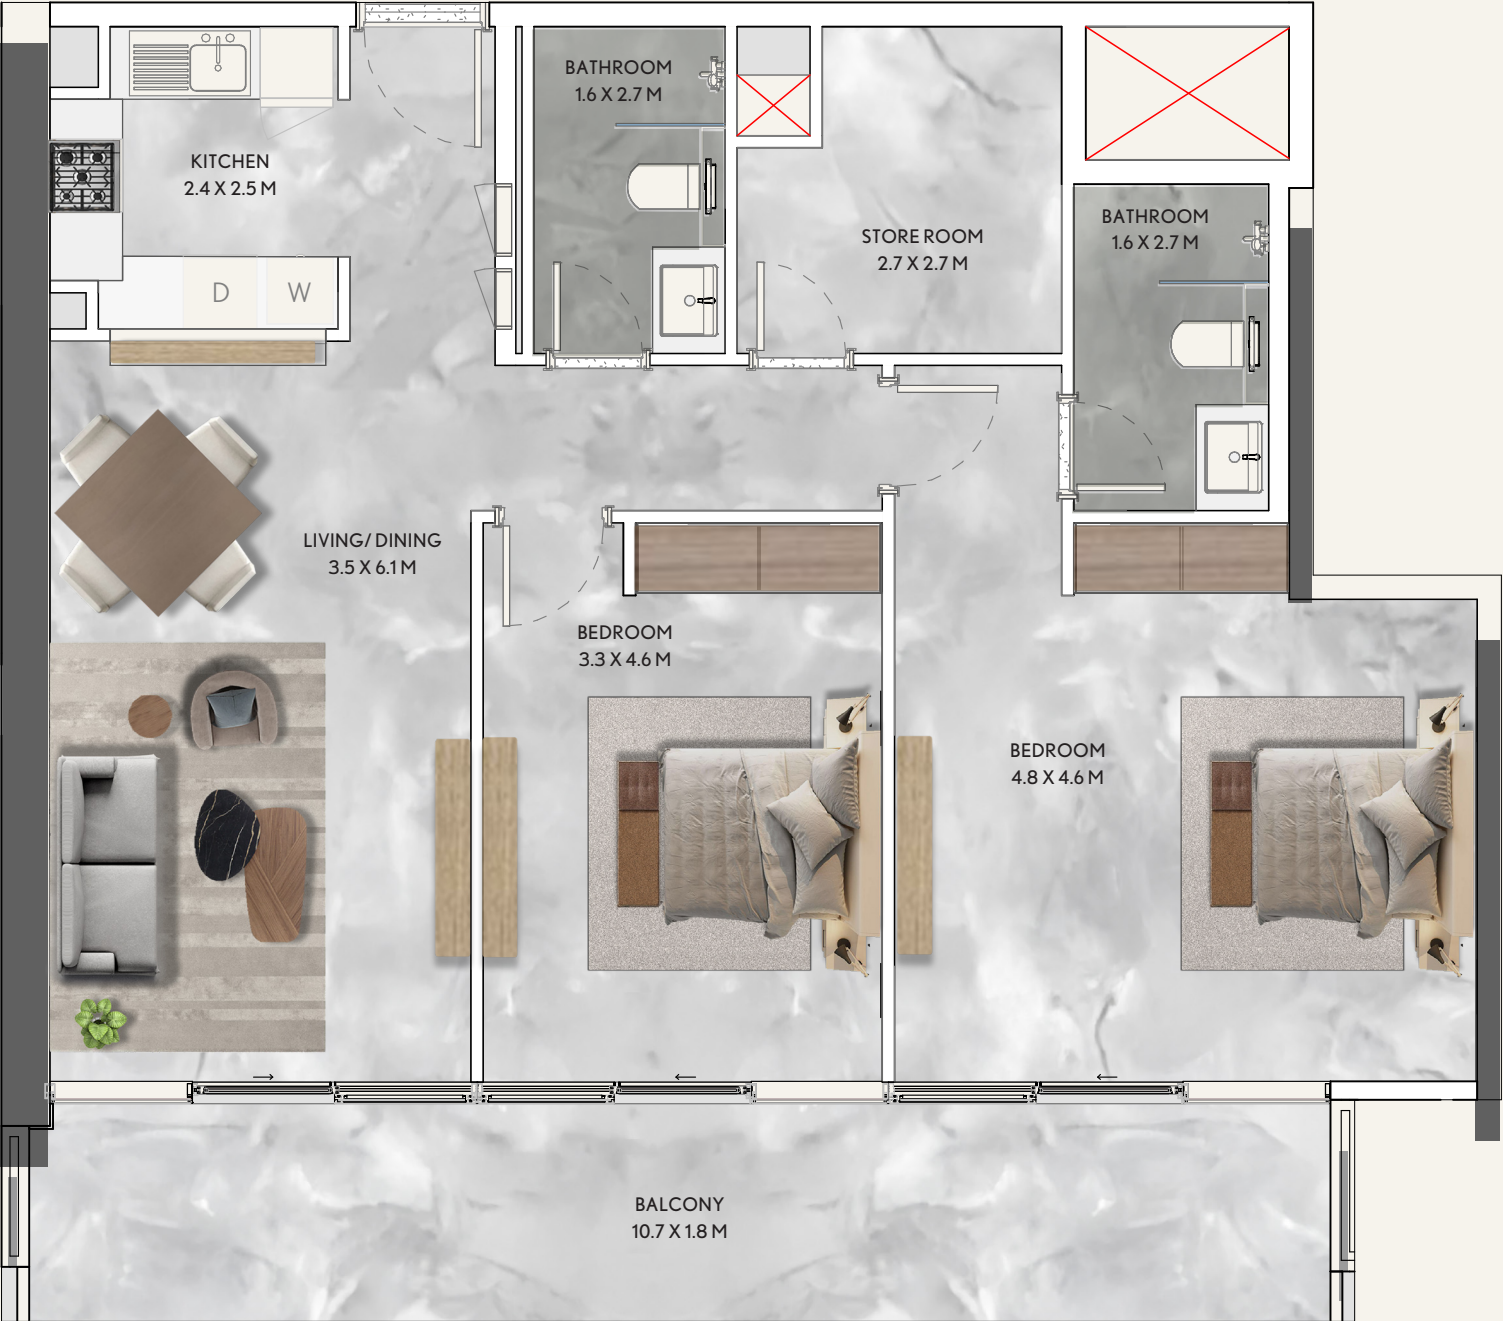 BATHROOM
1.6 X 2.7 M
KITCHEN
2.4 X 2.5 M
BATHROOM
1.6 X 2.7 M
STORE ROOM
2.7 X 2.7 M
D
W
LIVING/ DINING
3.5 X 6.1 M
BEDROOM
3.3 X 4.6 M
BEDROOM
4.8 X 4.6 M
BALCONY
10.7 X 1.8 M